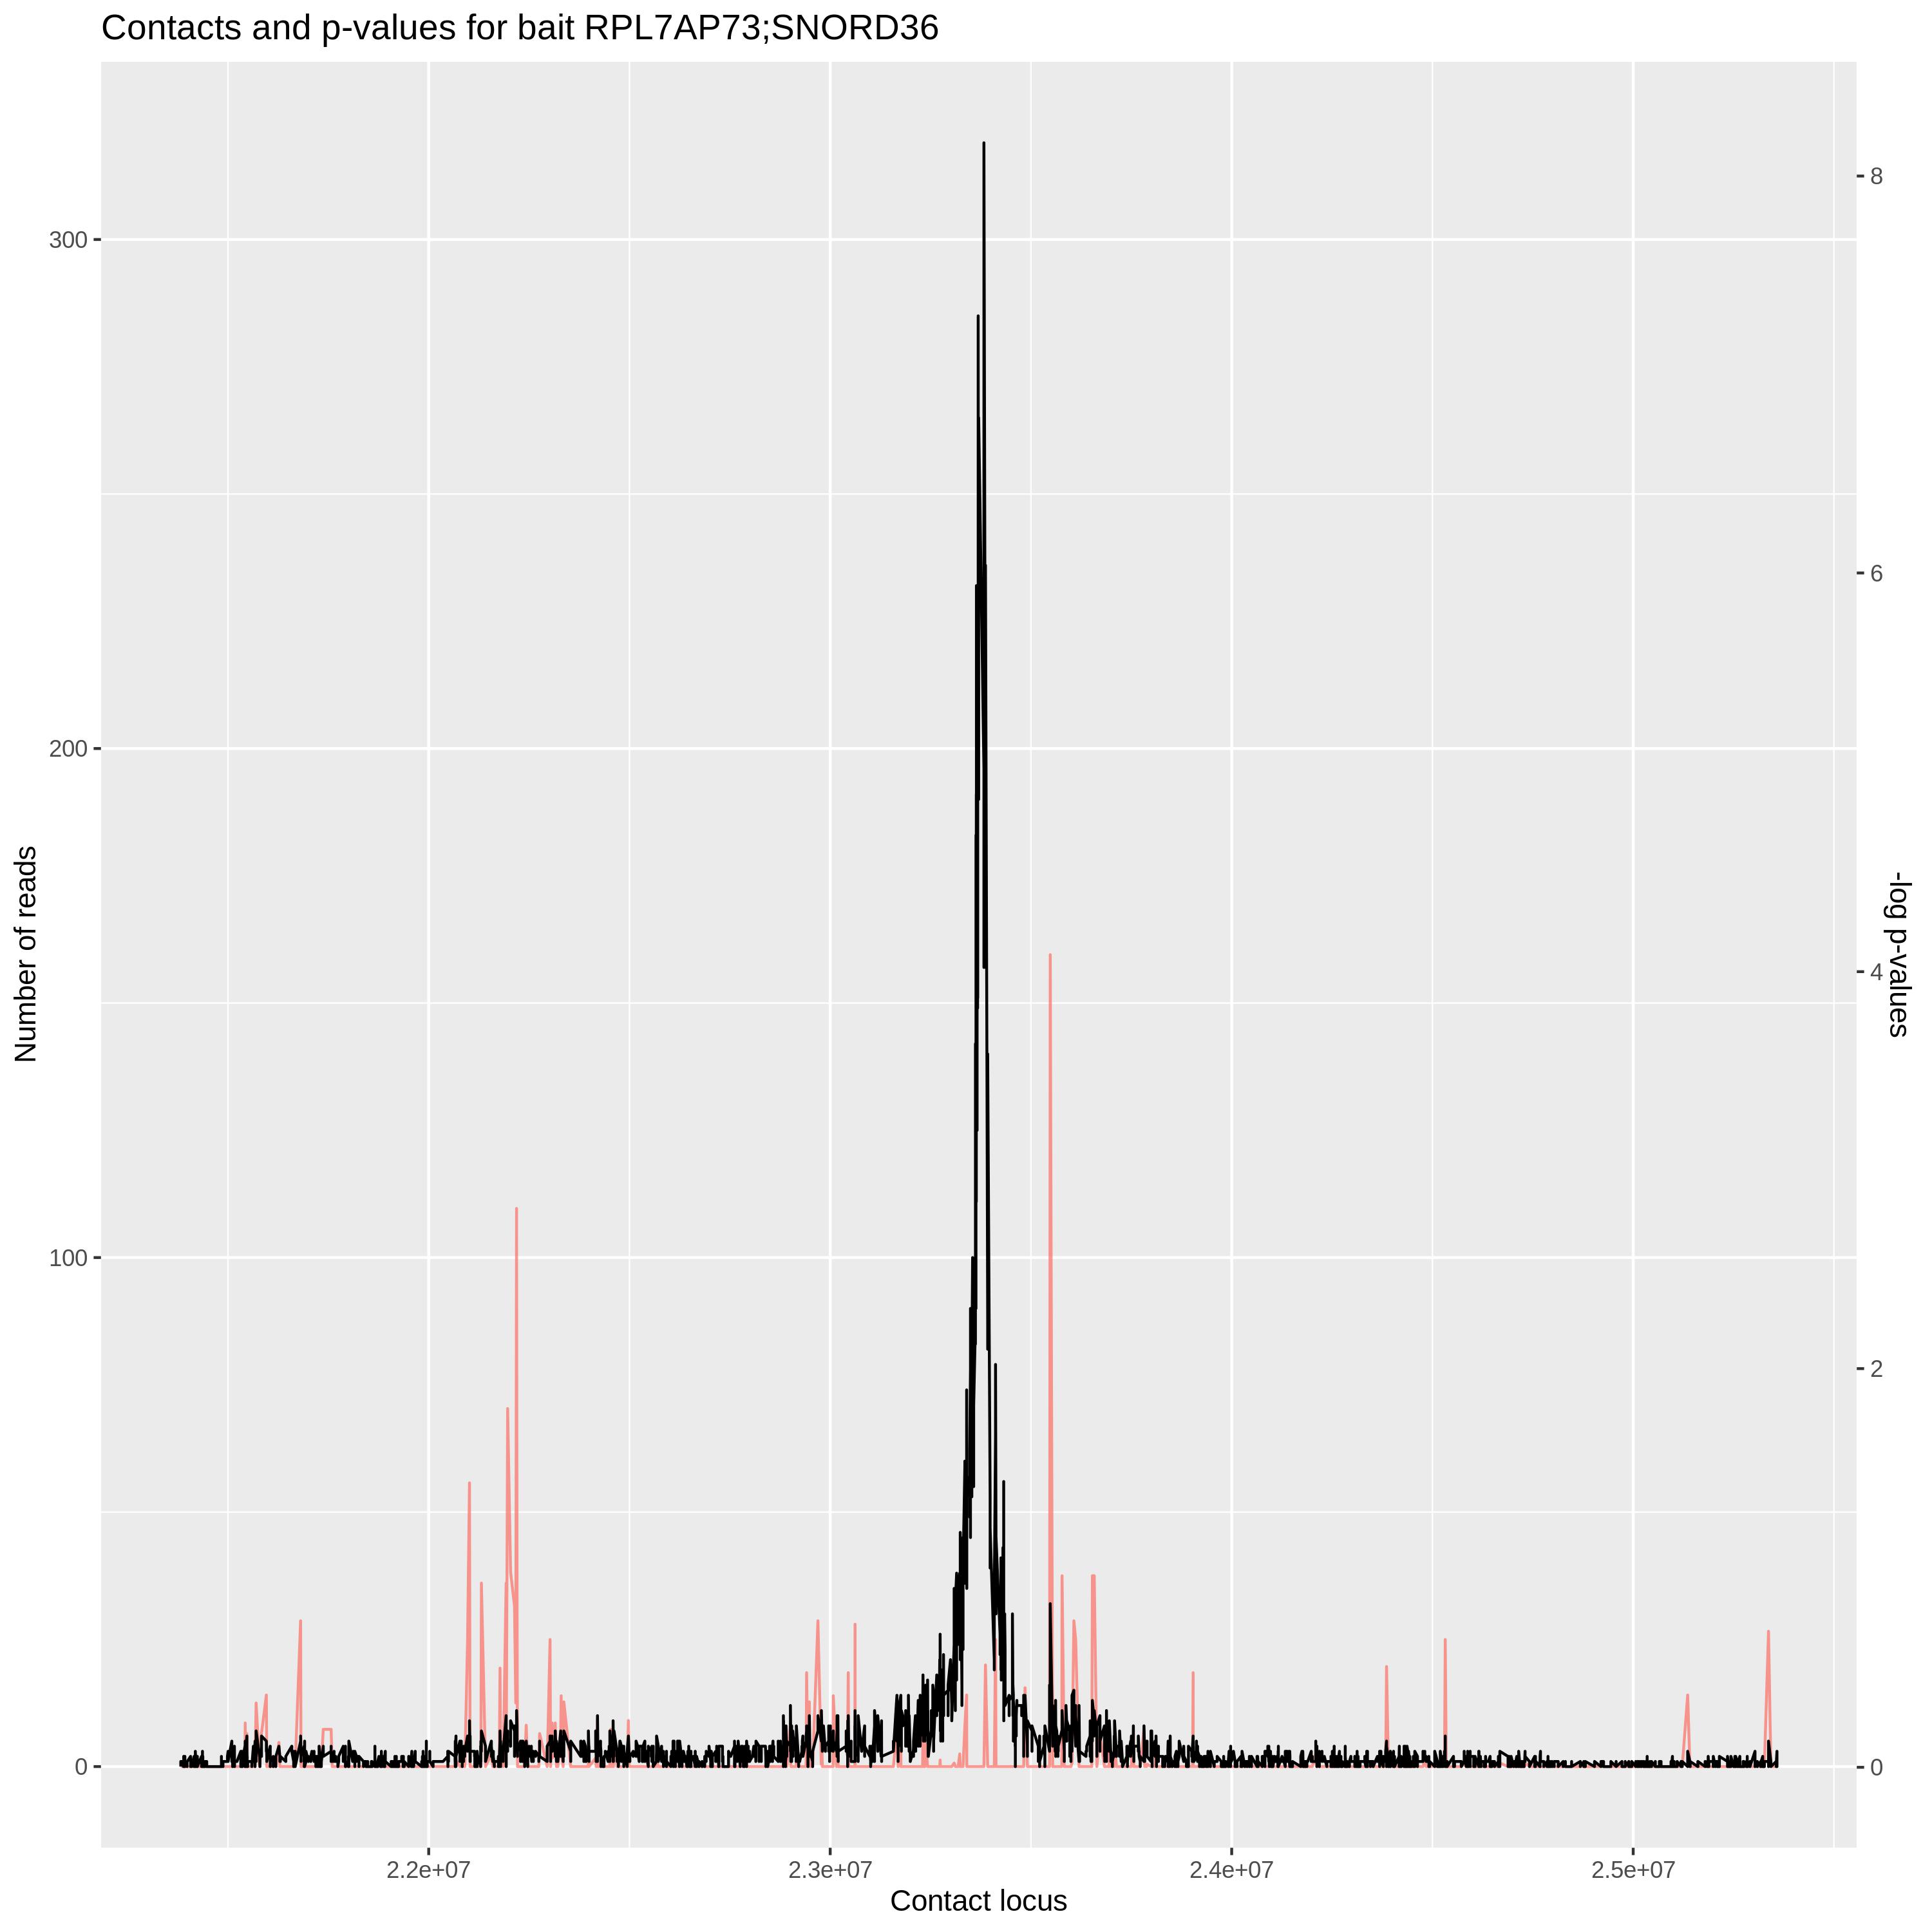 Contacts and p-values for bait RPL7AP73;SNORD36
300
200
100
0
Number of reads
8
6
4
2
0
-log p-values
2.2e+07
2.3e+07
2.4e+07
2.5e+07
Contact locus